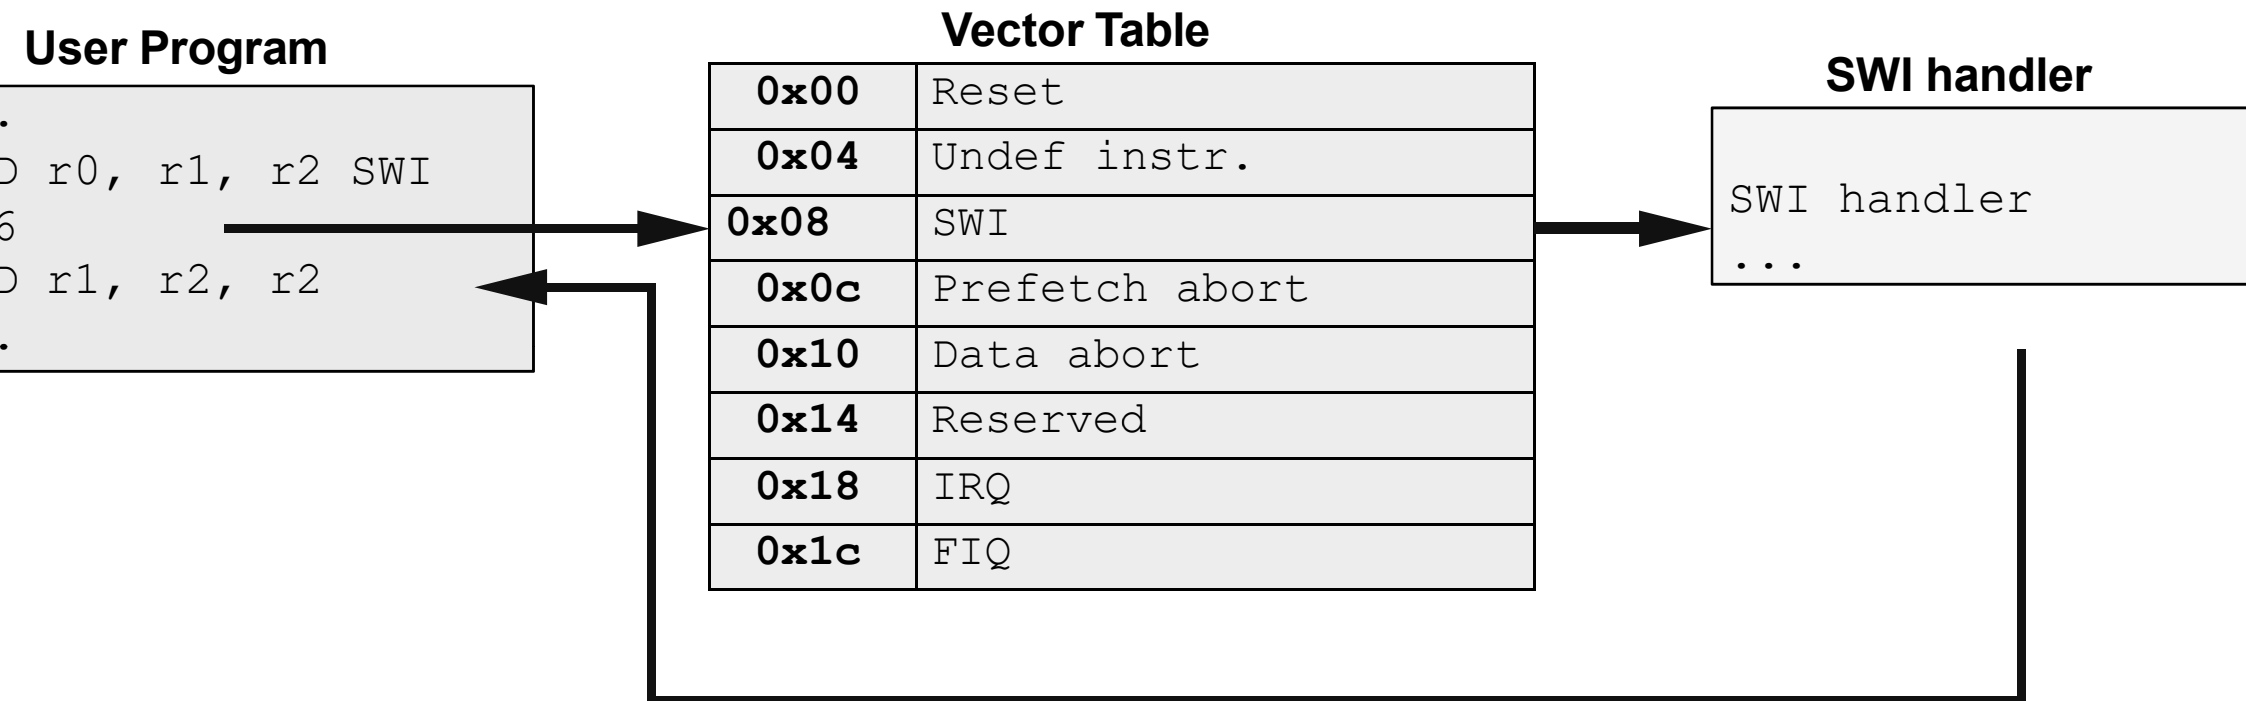 User Program
.
D r0, r1, r2 SWI
6
D r1, r2, r2
.
Vector Table
0x00 Reset
0x04 Undef instr.
0x08 SWI
0x0c Prefetch abort
0x10 Data abort
0x14 Reserved
0x18 IRQ
0x1c FIQ
SWI handler
SWI handler
...